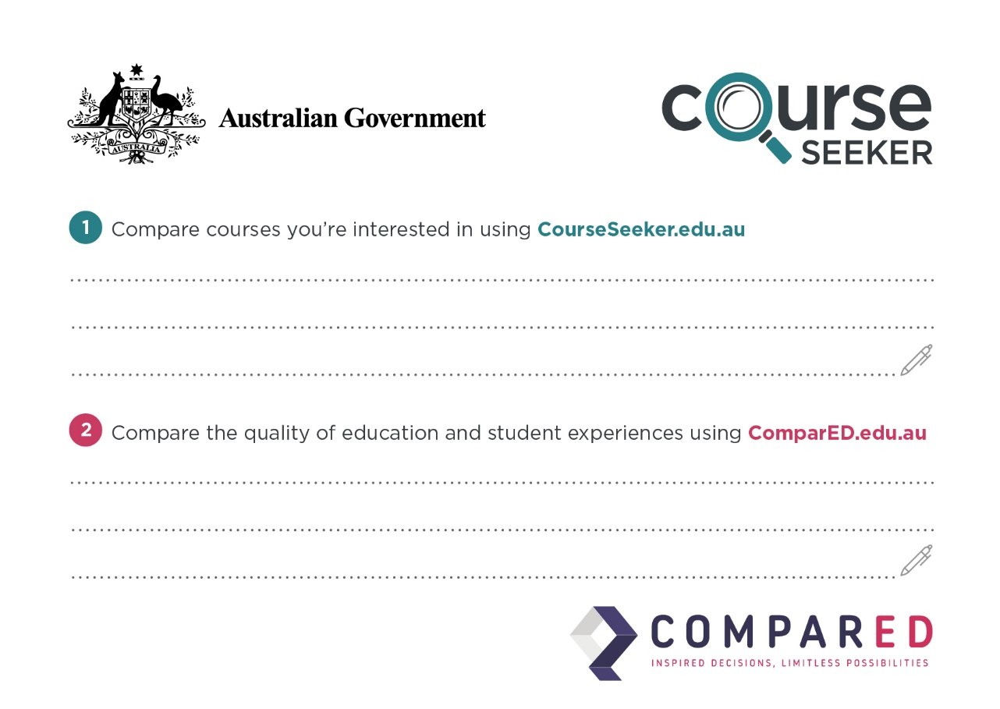 AUSTRALIA
Australian Government
course
SEEKER
1 Compare courses you’re interested in using CourseSeeker.edu.au
2 Compare the quality of education and student experiences using ComparED.edu.au
COMPARED
INSPIRED DECISIONS, LIMITLESS POSSIBILITIES